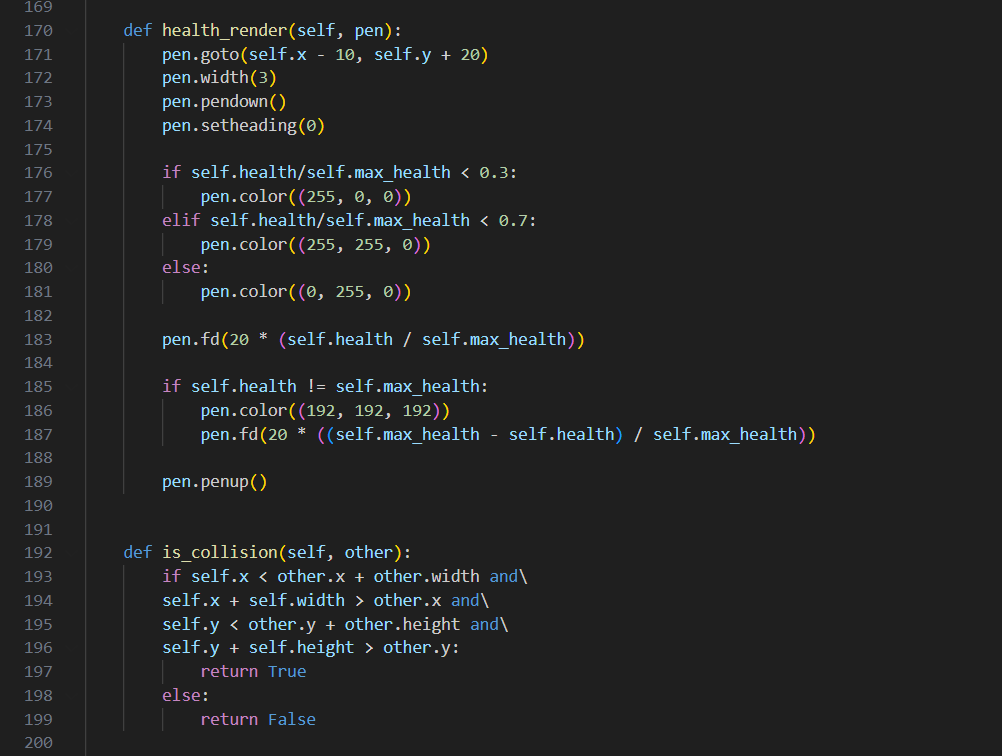 169
170 def health_render(self, pen):
171 pen.goto(self.x - 10, self.y + 20)
172 pen.width(3)
173 pen.pendown()
174 pen.setheading(0)
175
176 if self.health/self.max_health < 0.3:
177 pen.color((255, 0, 0))
178 elif self.health/self.max_health < 0.7:
179 pen.color((255, 255, 0))
180 else:
181 pen.color((0, 255, 0))
182
183 pen.fd(20 * (self.health / self.max_health))
184
185 if self.health != self.max_health:
186 pen.color((192, 192, 192))
187 pen.fd(20 * ((self.max_health - self.health) / self.max_health))
188
189 pen.penup()
190
191
192 def is_collision(self, other):
193 if self.x < other.x + other.width and\
194 self.x + self.width > other.x and\
195 self.y < other.y + other.height and\
196 self.y + self.height > other.y:
197 return True
198 else:
199 return False
200